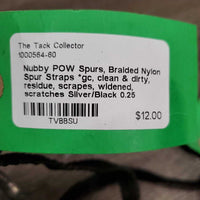 The Tack Collector
1000564-60
Nubby POW Spurs, Braided Nylon
Spur Straps *gc, clean & dirty,
residue, scrapes, widened,
scratches Silver/Black 0.25
TVBBSU
$12.00